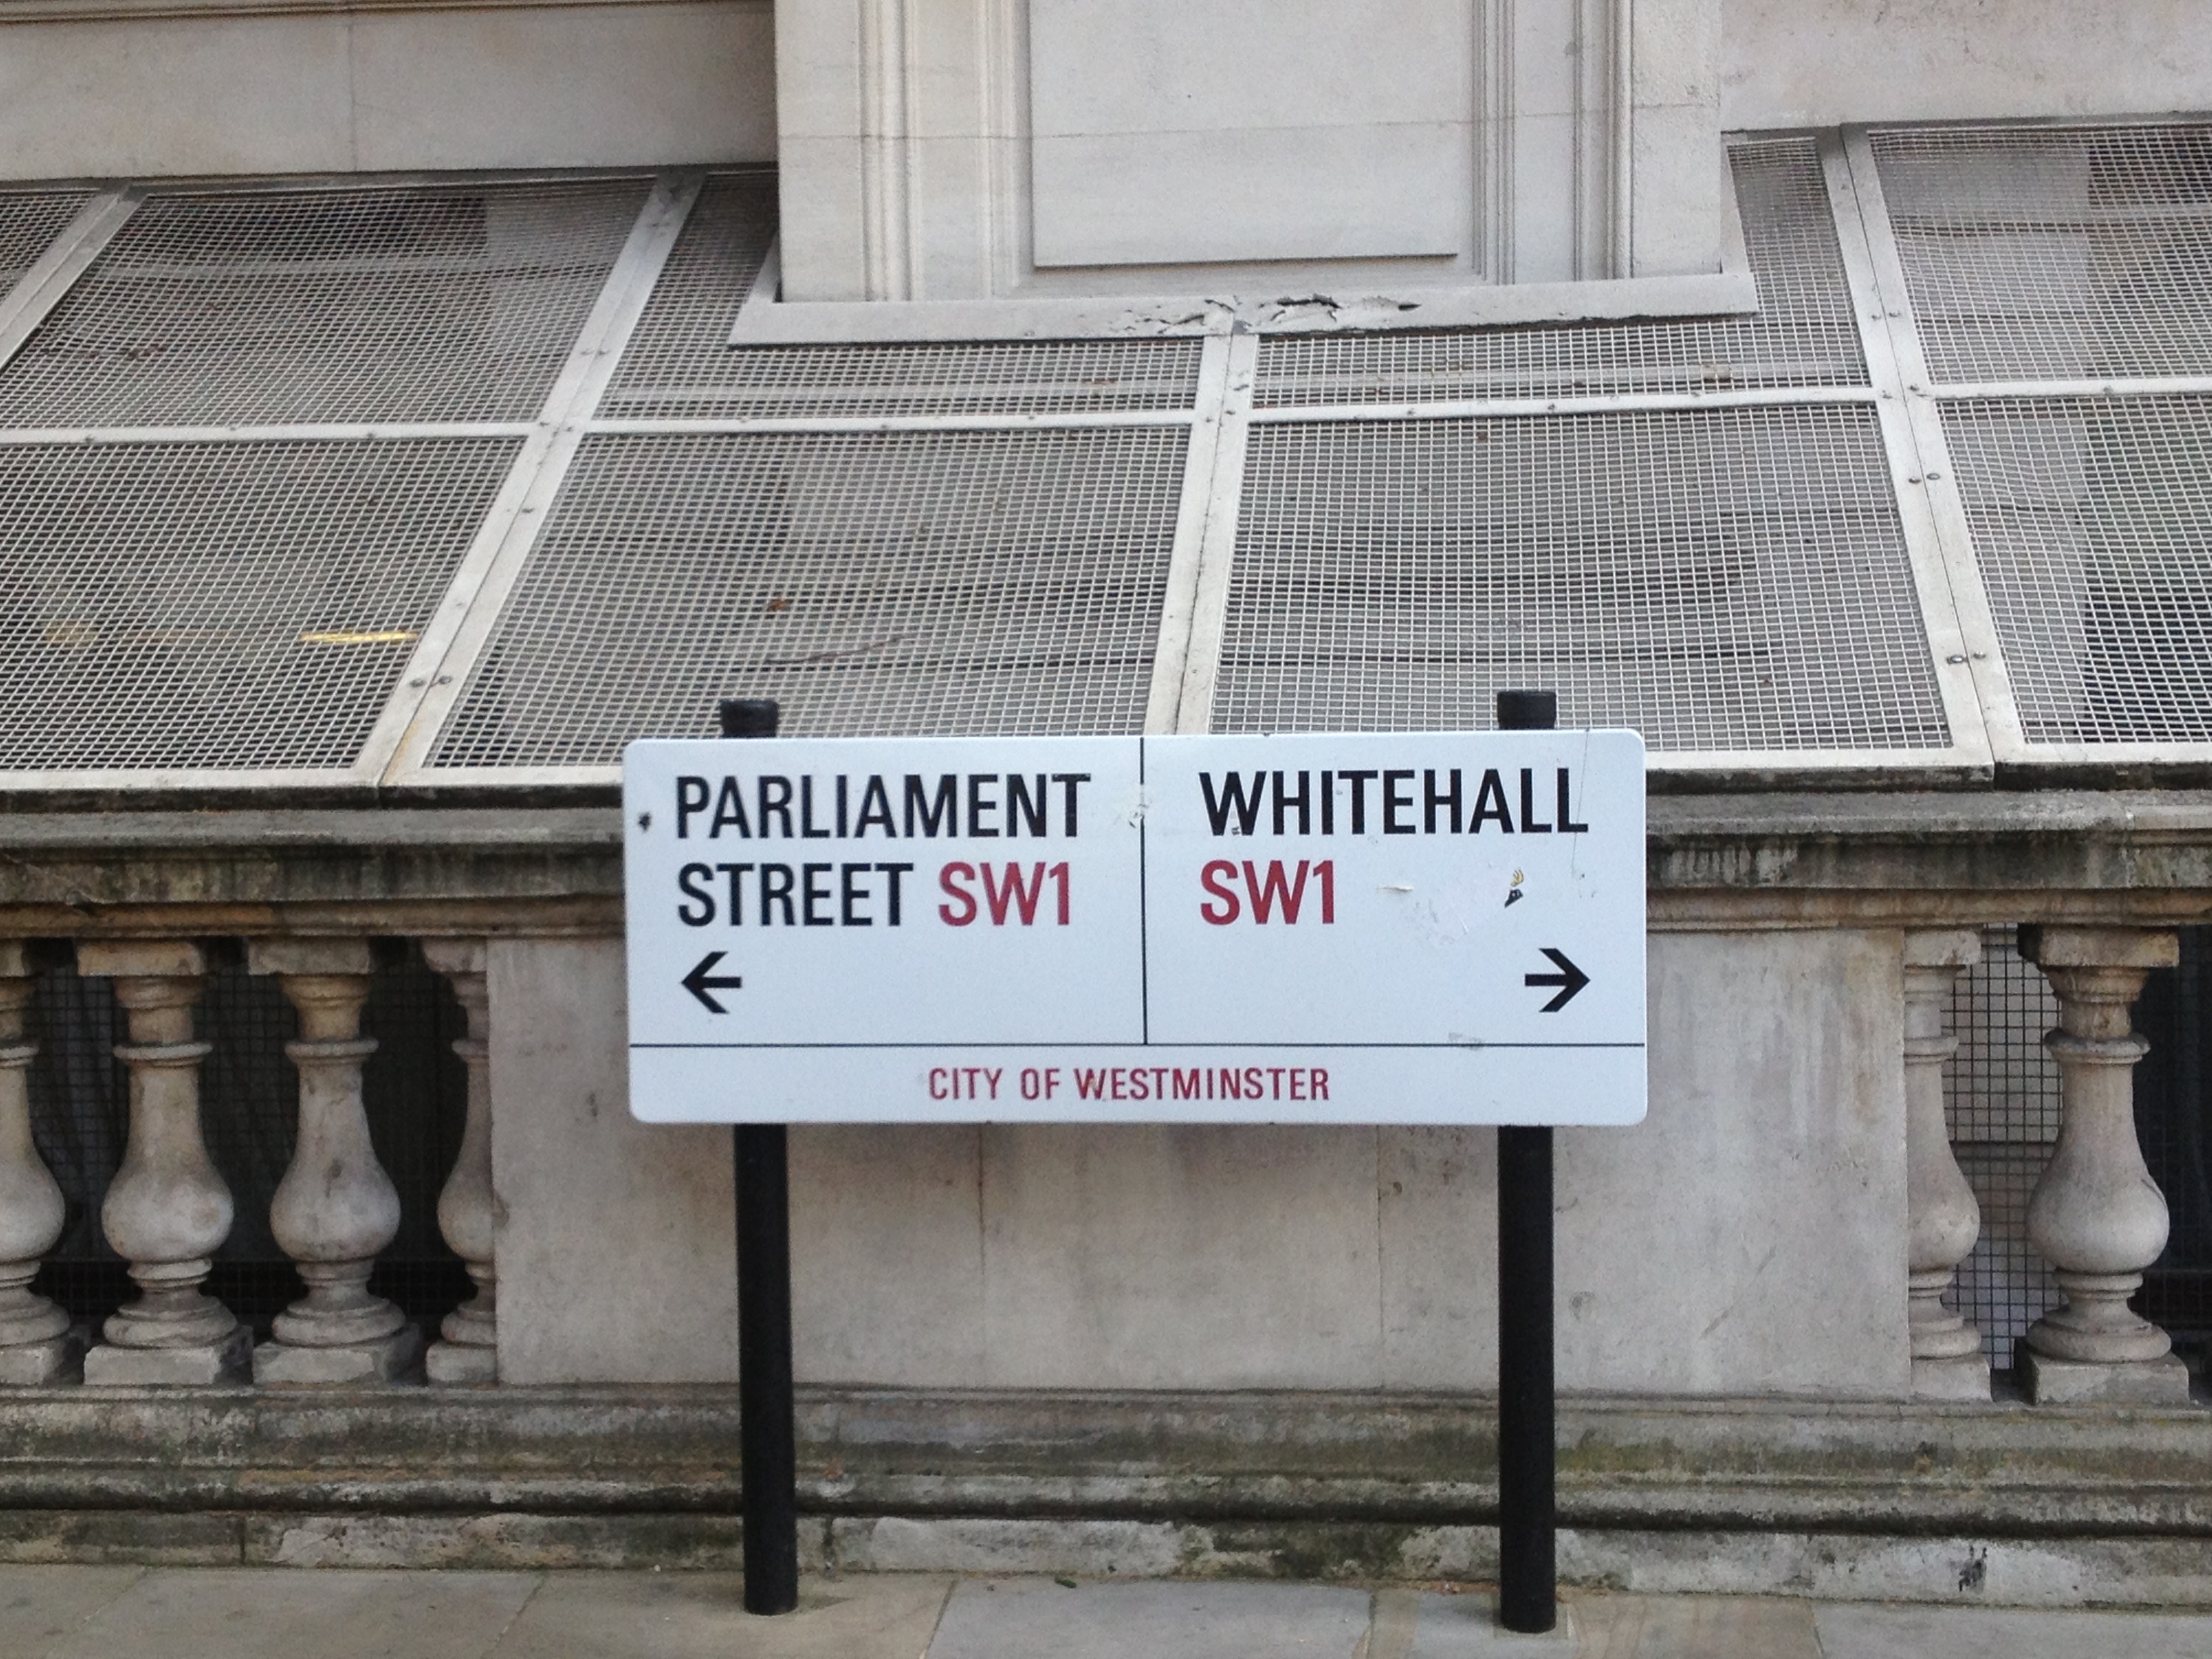 PARLIAMENT
STREET SW1
←
WHITEHALL
SW1
→
CITY OF WESTMINSTER